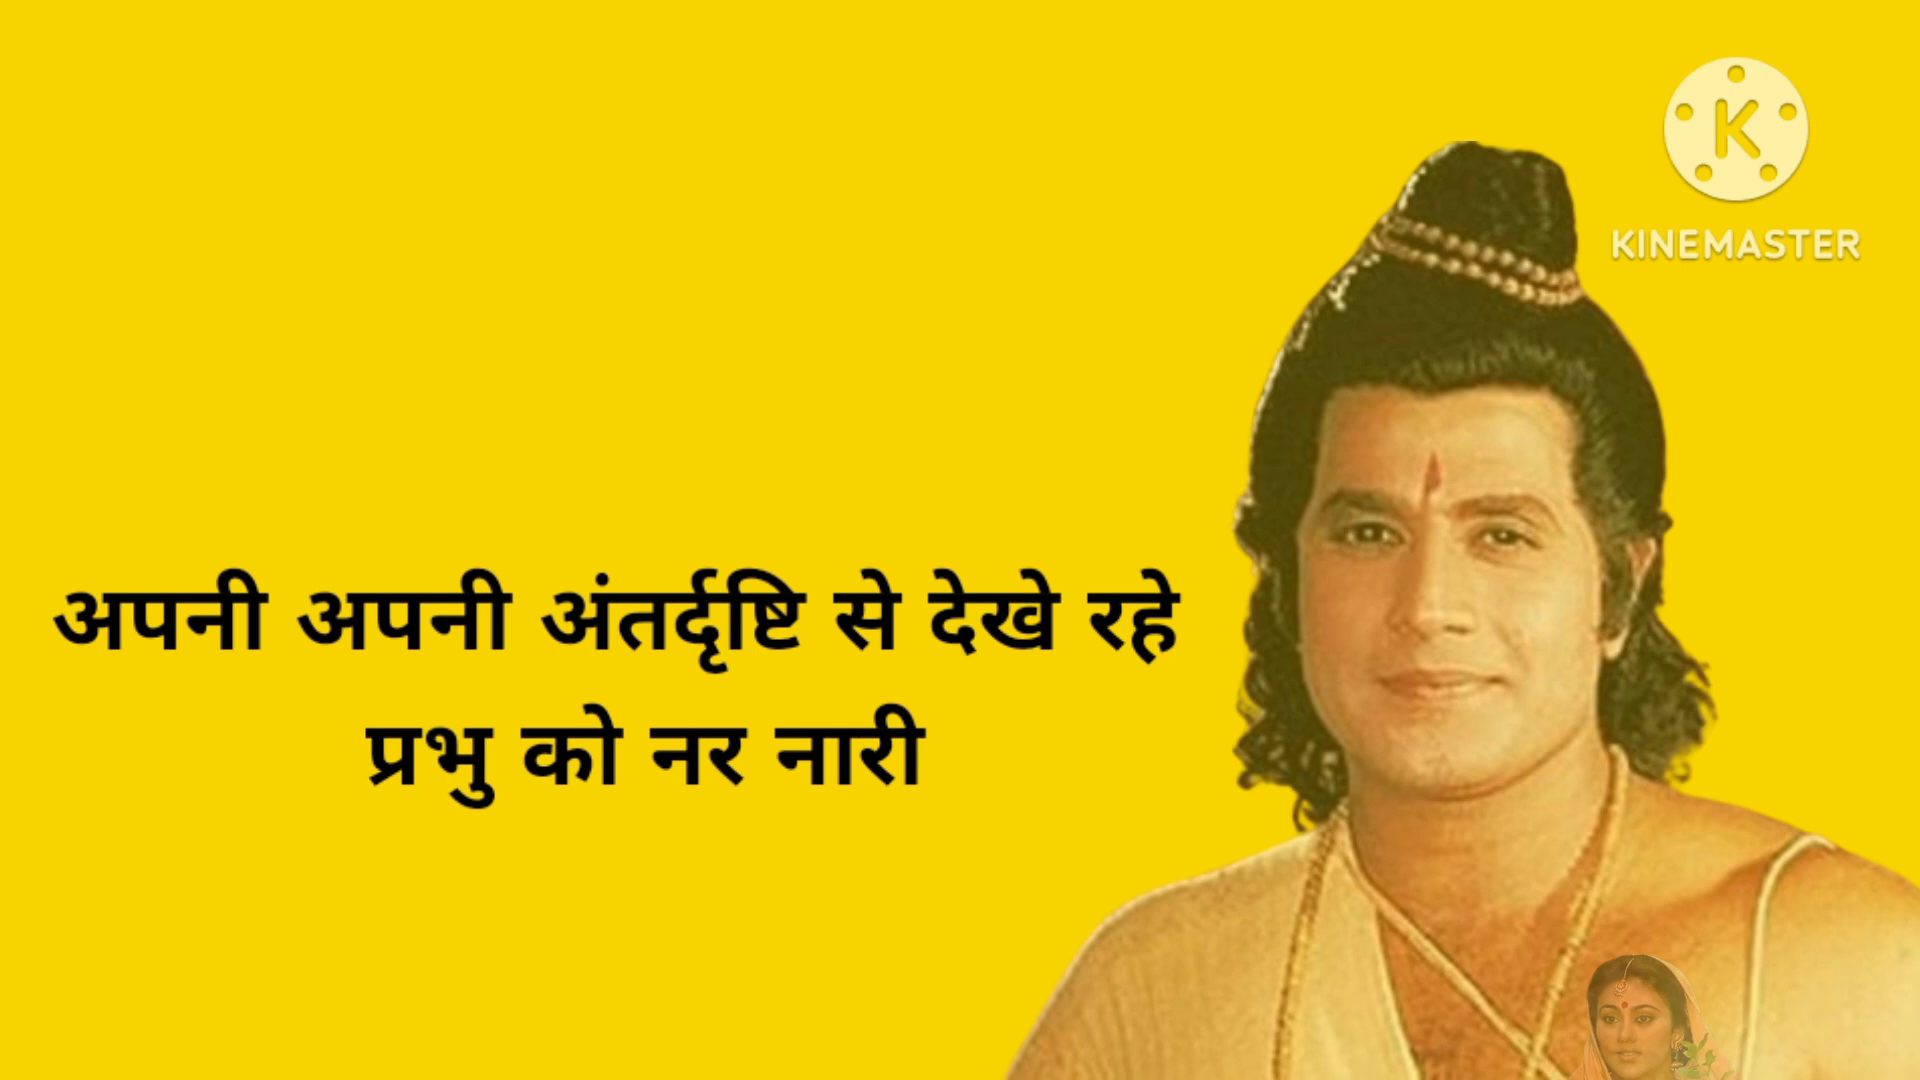 K
KINEMASTER
अपनी अपनी अंतर्दृष्टि से देखे रहे
प्रभु को नर नारी